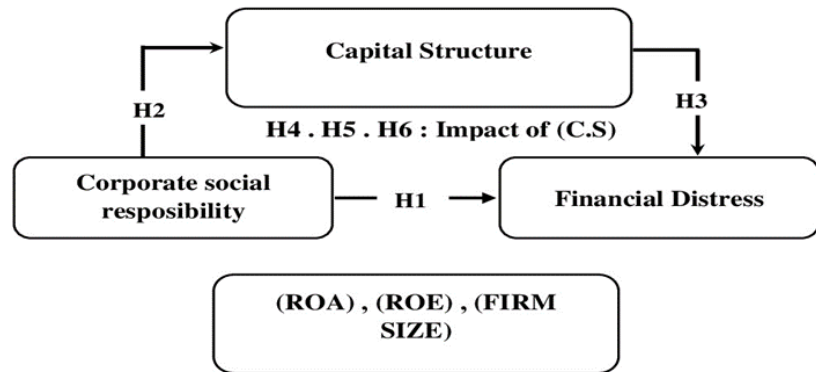 Capital Structure
H2
H3
H4 . H5 . H6 : Impact of (C.S)
Corporate social
resposibility
H1
Financial Distress
(ROA) , (ROE) , (FIRM
SIZE)